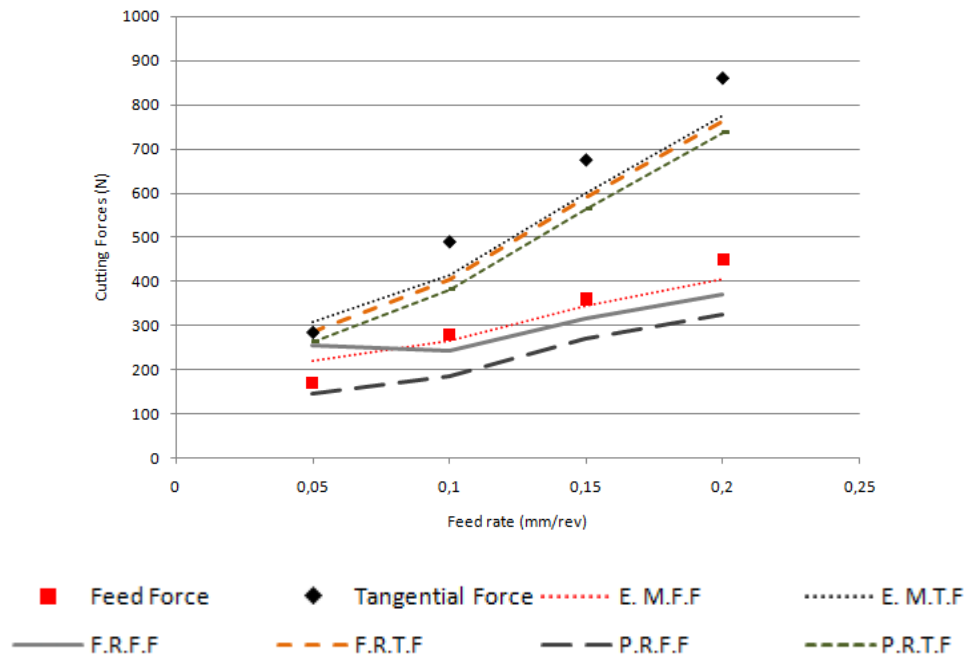 1000
900
800
700
600
500
400
300
200
100
0
Cutting Forces (N)
0 0,05 0,1 0,15 0,2 0,25
Feed rate (mm/rev)
Feed Force Tangential Force E. M.F.F E. M.T.F
F.R.F.F F.R.T.F P.R.F.F P.R.T.F